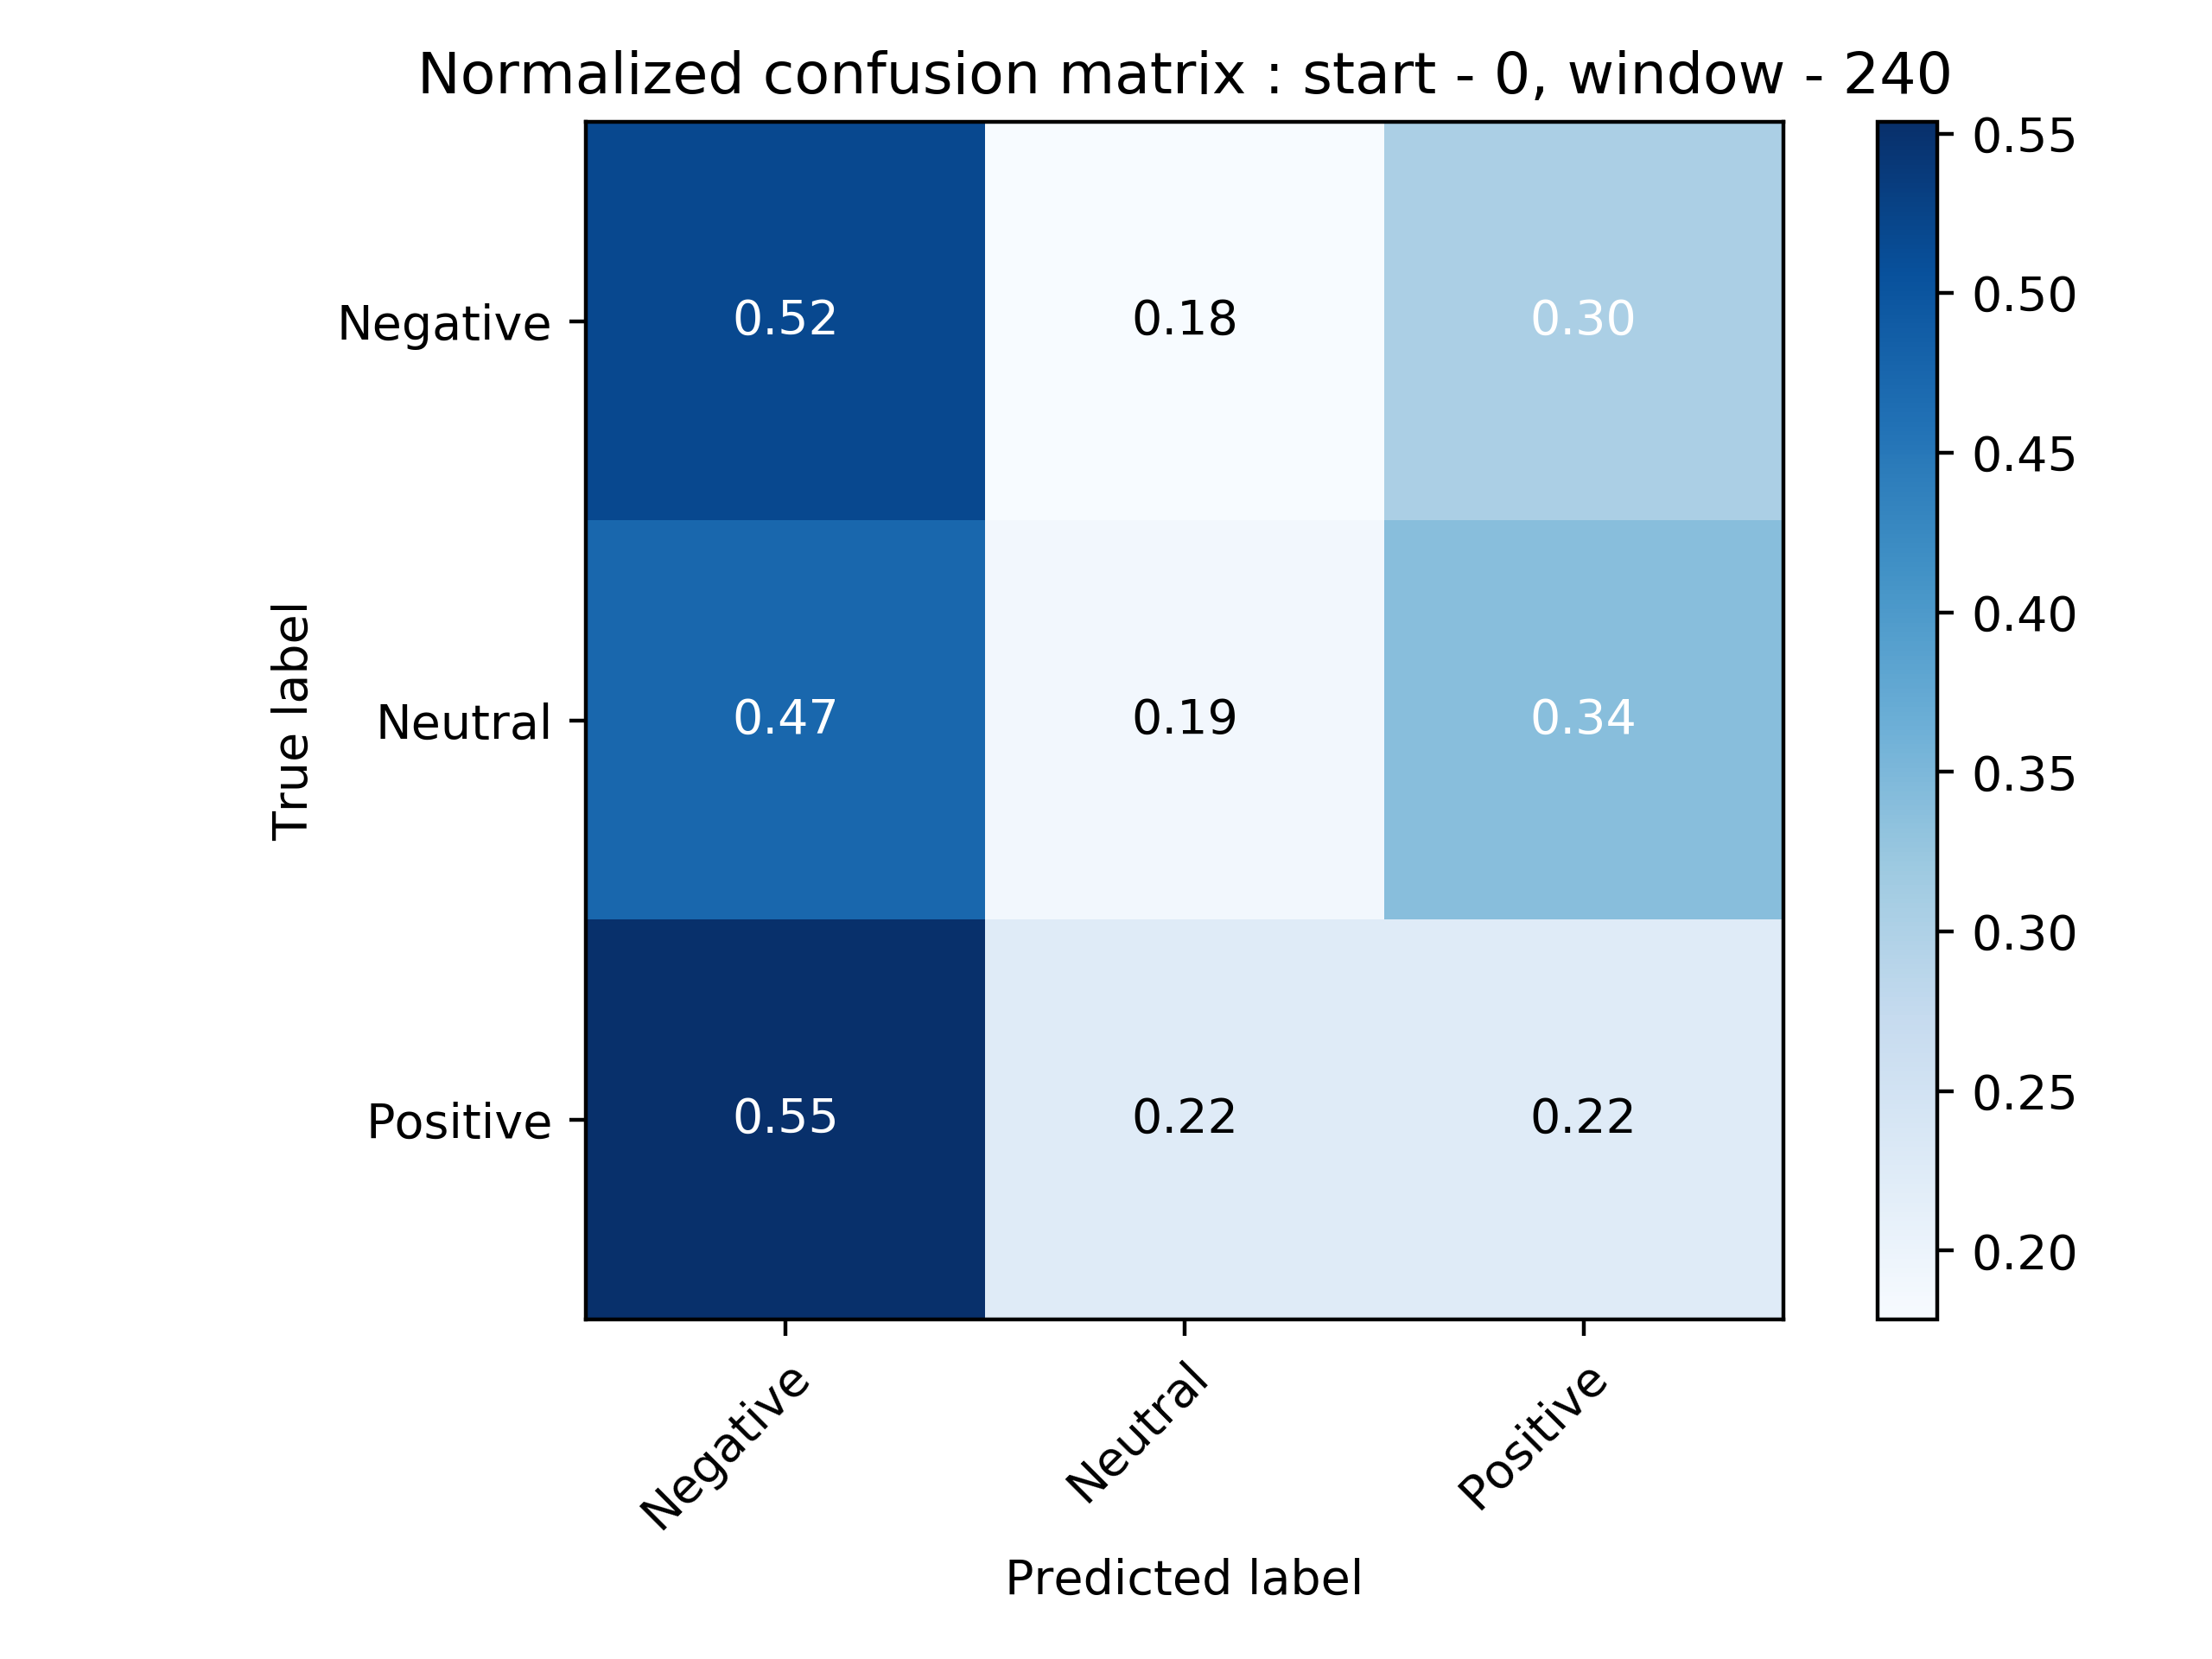 Normalized confusion matrix : start - 0, window - 240
True label
Negative
0.52 0.18 0.30
Neutral
0.47 0.19 0.34
Positive
0.55 0.22 0.22
Negative
Neutral
Positive
Predicted label
0.55
0.50
0.45
0.40
0.35
0.30
0.25
0.20